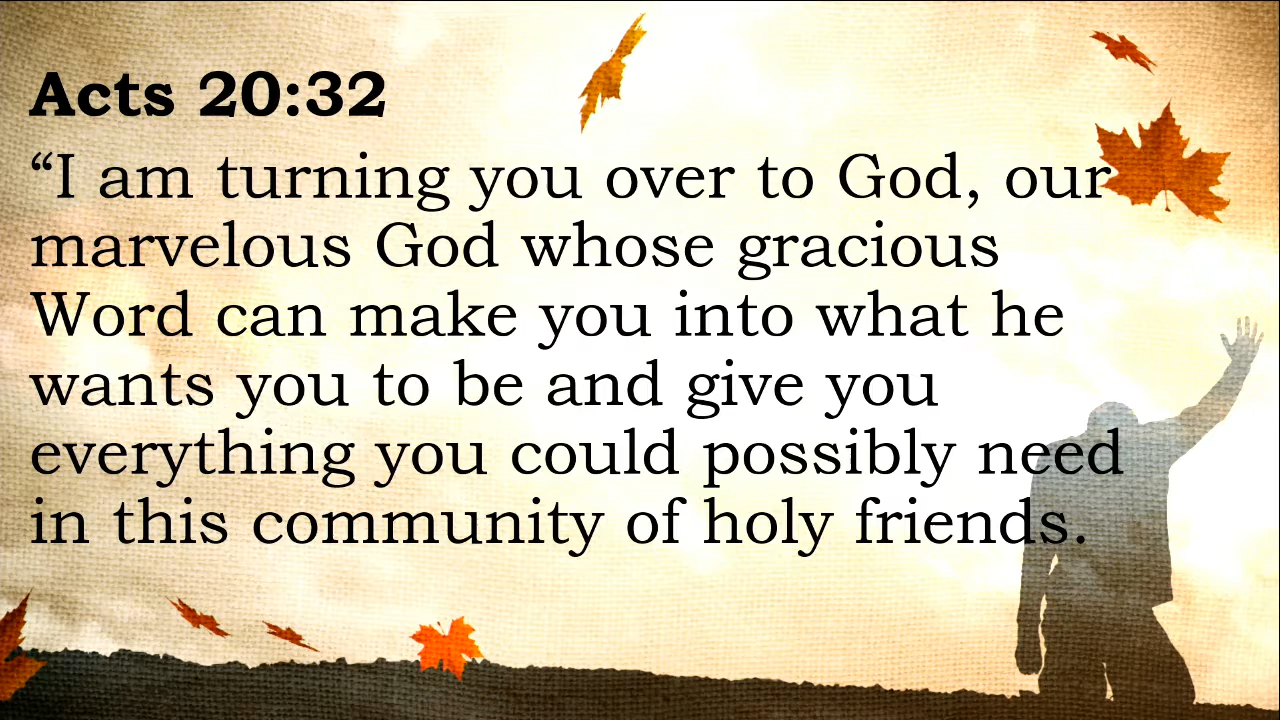 Acts 20:32
“I am turning you over to God, our
marvelous God whose gracious
Word can make you into what he
wants you to be and give you
everything you could possibly need
in this community of holy friends.